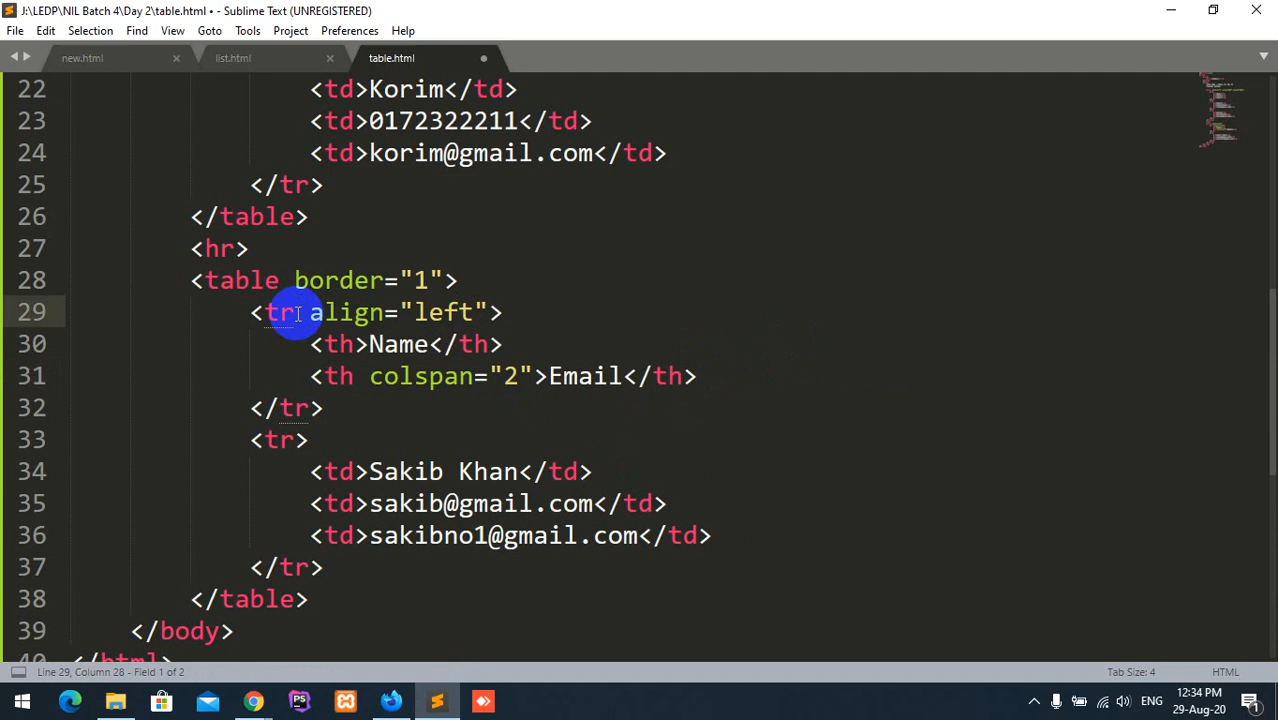 J:\LEDP\NIL Batch 4\Day 2\table.html • - Sublime Text (UNREGISTERED)
File Edit Selection Find View Goto Tools Project Preferences Help
new.html list.html table.html
22 <td>Korim</td>
23 <td>0172322211</td>
24 <td>korim@gmail.com</td>
25 </tr>
26 </table>
27 <hr>
28 <table border="1">
29 <tr align="left">
30 <th>Name</th>
31 <th colspan="2">Email</th>
32 </tr>
33 <tr>
34 <td>Sakib Khan</td>
35 <td>sakib@gmail.com</td>
36 <td>sakibno1@gmail.com</td>
37 </tr>
38 </table>
39 </body>
40 </html>
Line 29, Column 28 - Field 1 of 2 Tab Size: 4 HTML
ENG 12:34 PM
29-Aug-20